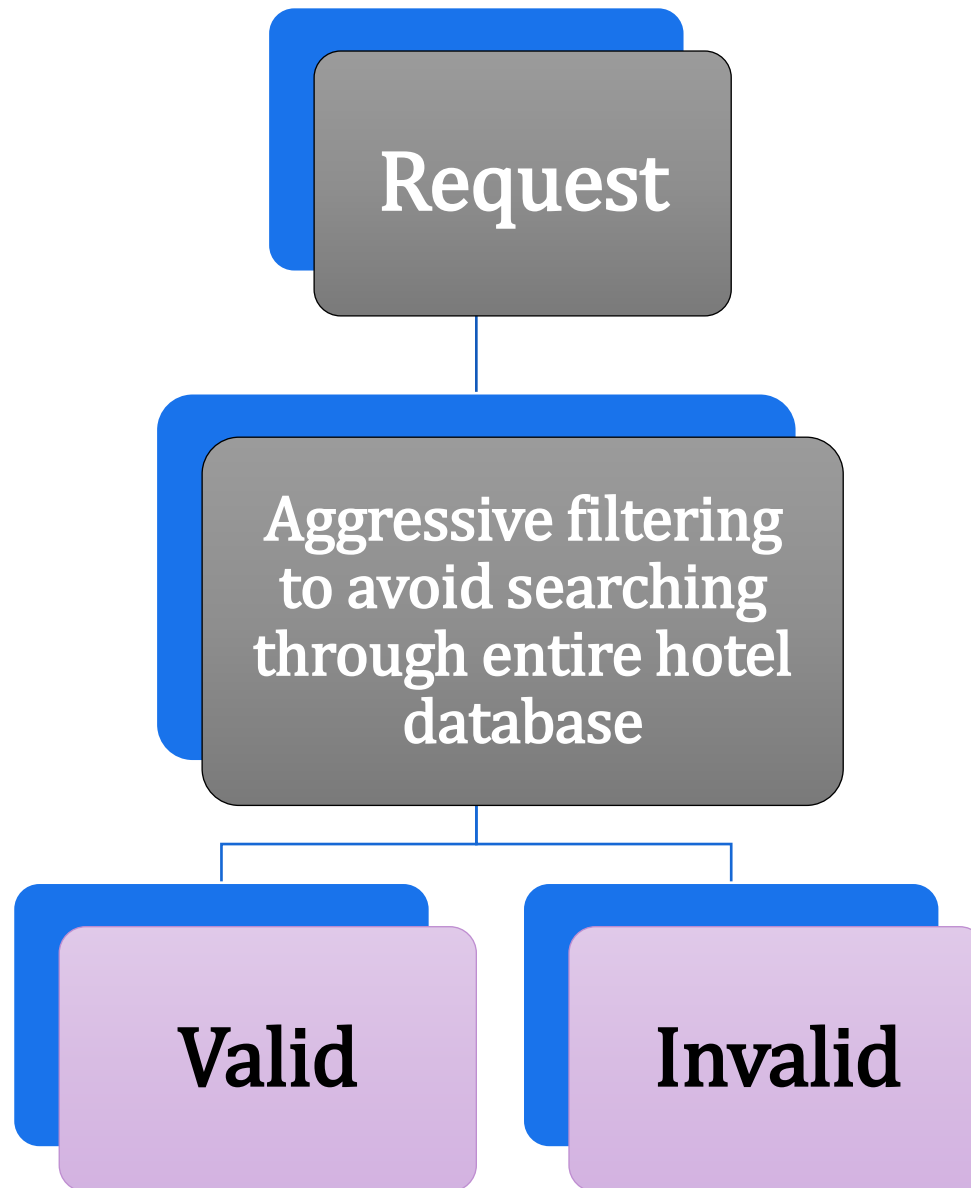 Request
Aggressive filtering
to avoid searching
through entire hotel
database
Valid
Invalid